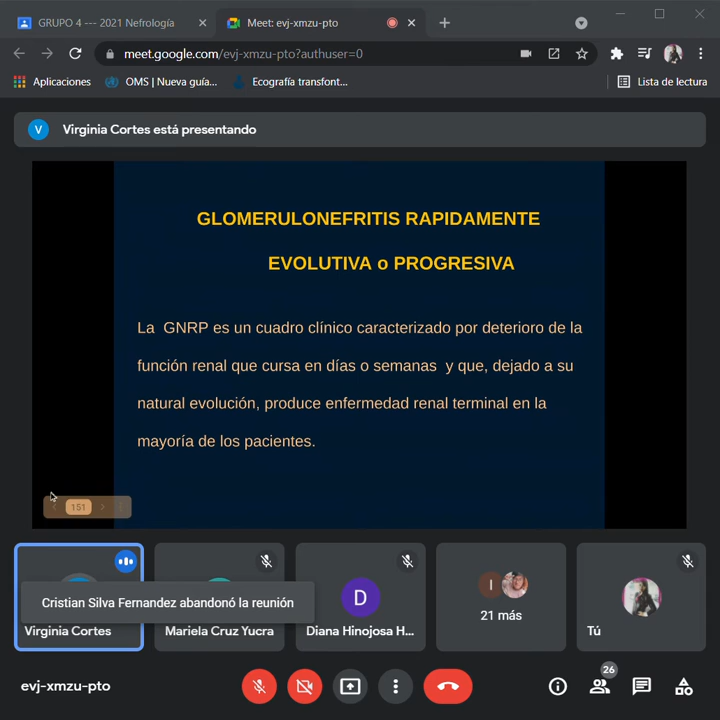 GRUPO 4 --- 2021 Nefrología
Meet: evj-xmzu-pto
meet.google.com/evj-xmzu-pto?authuser=0
Aplicaciones
OMS | Nueva guía...
Ecografía transfont...
Lista de lectura
V
Virginia Cortes está presentando
GLOMERULONEFRITIS RAPIDAMENTE
EVOLUTIVA o PROGRESIVA
La GNRP es un cuadro clínico caracterizado por deterioro de la
función renal que cursa en días o semanas y que, dejado a su
natural evolución, produce enfermedad renal terminal en la
mayoría de los pacientes.
151
Cristian Silva Fernandez abandonó la reunión
Virginia Cortes
Mariela Cruz Yucra
D
Diana Hinojosa H...
I
21 más
Tú
evj-xmzu-pto
26